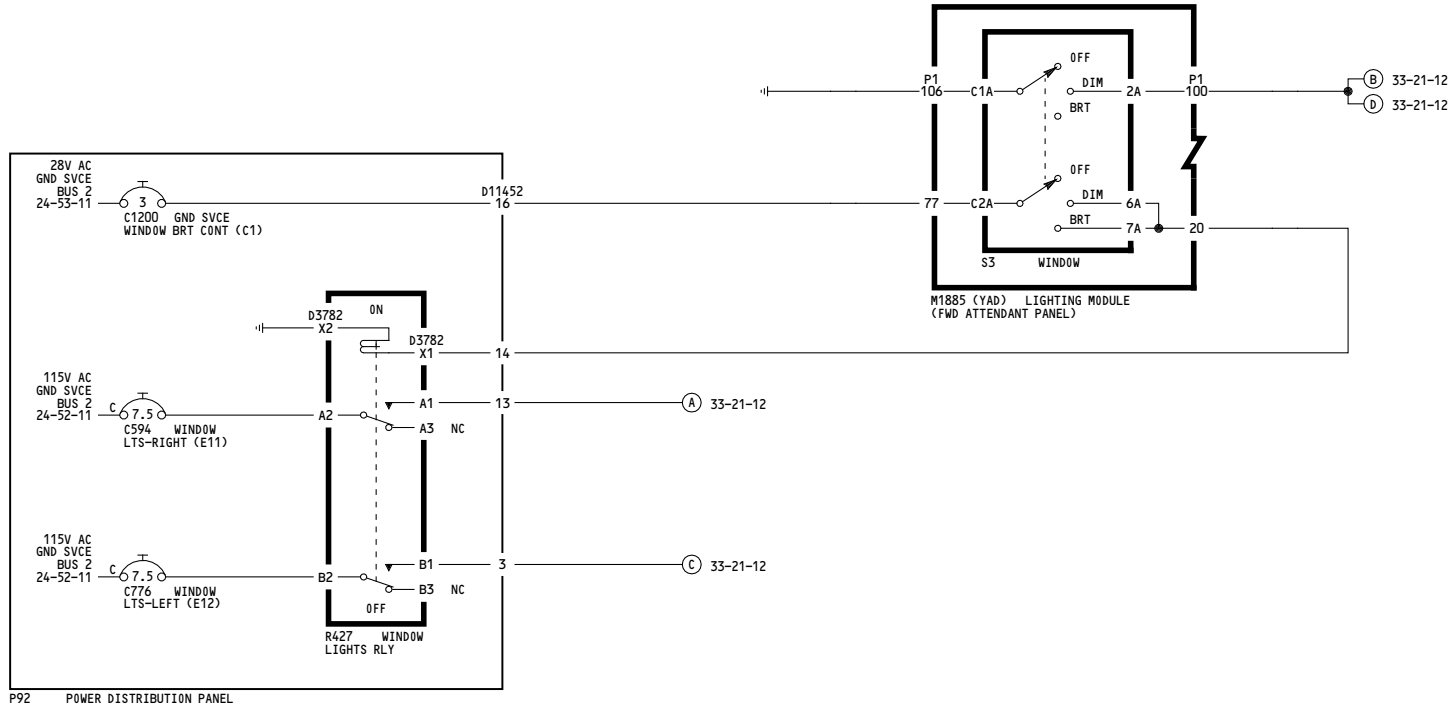 OFF
P1
106
C1A
DIM
2A
P1
100
B 33-21-12
BRT
D 33-21-12
28V AC
GND SVCE
BUS 2
24-53-11
3
C1200 GND SVCE
WINDOW BRT CONT (C1)
D11452
16
OFF
77
C2A
DIM
6A
BRT
7A
20
S3 WINDOW
M1885 (YAD) LIGHTING MODULE
(FWD ATTENDANT PANEL)
ON
D3782
X2
D3782
X1
14
115V AC
GND SVCE
BUS 2
24-52-11
C
7.5
C594 WINDOW
LTS-RIGHT (E11)
A2
A1
13
A 33-21-12
A3 NC
115V AC
GND SVCE
BUS 2
24-52-11
C
7.5
C776 WINDOW
LTS-LEFT (E12)
B2
B1
3
C 33-21-12
B3 NC
OFF
R427 WINDOW
LIGHTS RLY
P92 POWER DISTRIBUTION PANEL